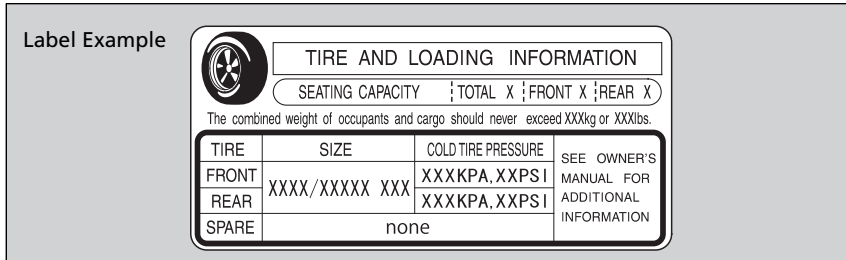 Label Example
TIRE AND LOADING INFORMATION
SEATING CAPACITY TOTAL X FRONT X REAR X
The combined weight of occupants and cargo should never exceed XXXkg or XXXlbs.
TIRE SIZE COLD TIRE PRESSURE
FRONT XXXX/XXXXX XXX XXXKPA,XXPSI
REAR XXXKPA,XXPSI
SPARE none
SEE OWNER'S
MANUAL FOR
ADDITIONAL
INFORMATION